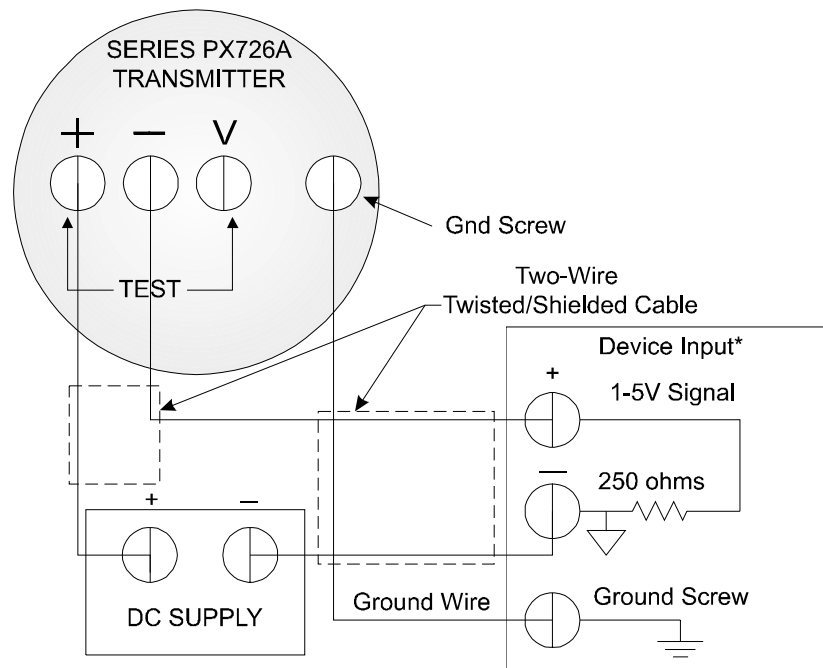 SERIES PX726A
TRANSMITTER
+ — V
Gnd Screw
TEST
Two-Wire
Twisted/Shielded Cable
Device Input*
+
1-5V Signal
—
250 ohms
+ —
DC SUPPLY
Ground Wire
Ground Screw